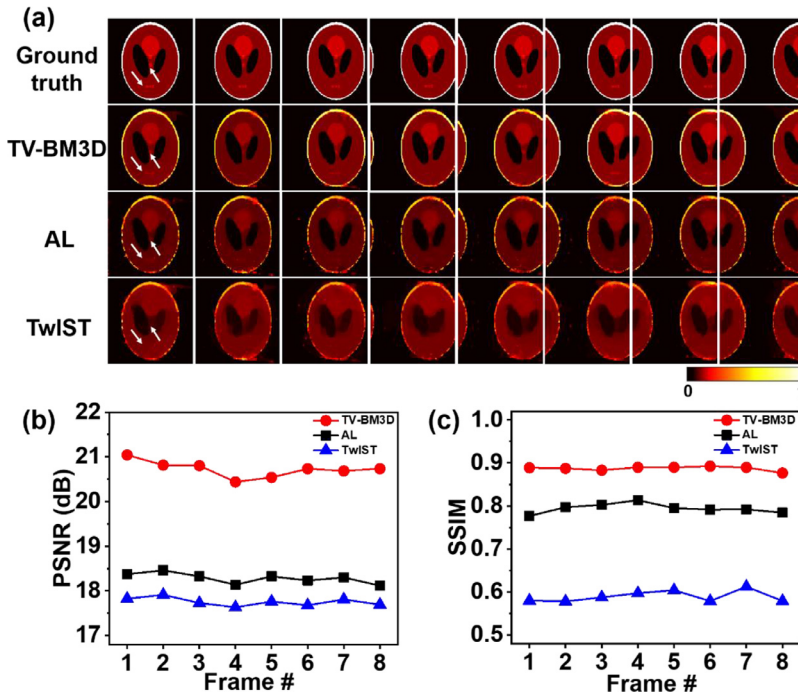 (a)
Ground
truth
TV-BM3D
AL
TwIST
0
(b)
22
21
20
19
18
17
PSNR (dB)
TV-BM3D
AL
TwIST
1 2 3 4 5 6 7 8
Frame #
(c)
1.0
0.9
0.8
0.7
0.6
0.5
SSIM
TV-BM3D
AL
TwIST
1 2 3 4 5 6 7 8
Frame #